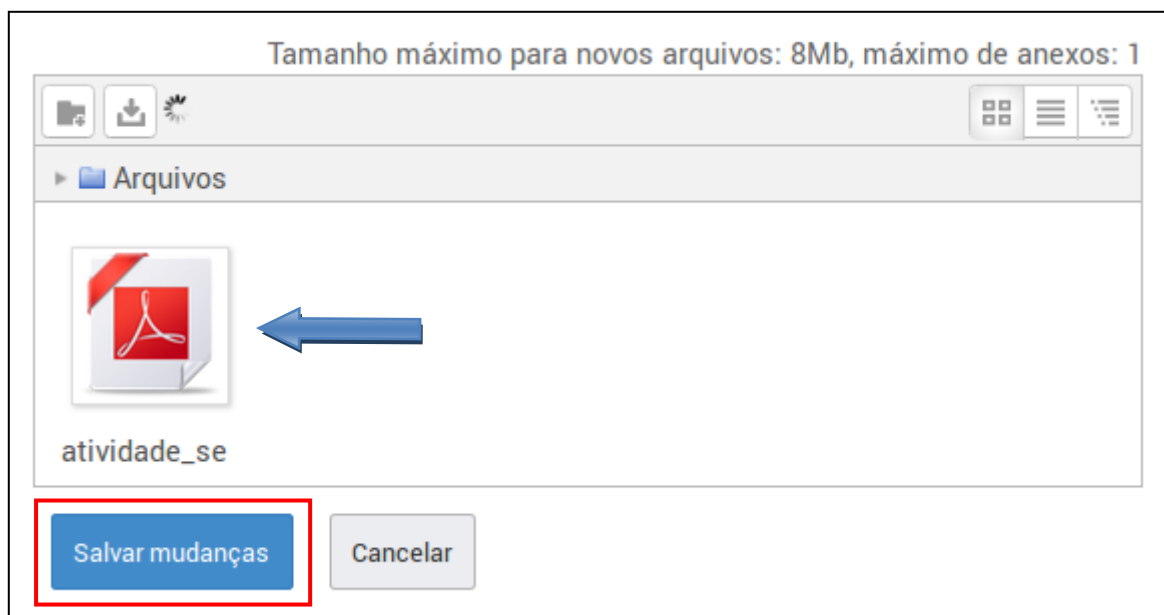 Tamanho máximo para novos arquivos: 8Mb, máximo de anexos: 1
Arquivos
atividade_se
Salvar mudanças
Cancelar